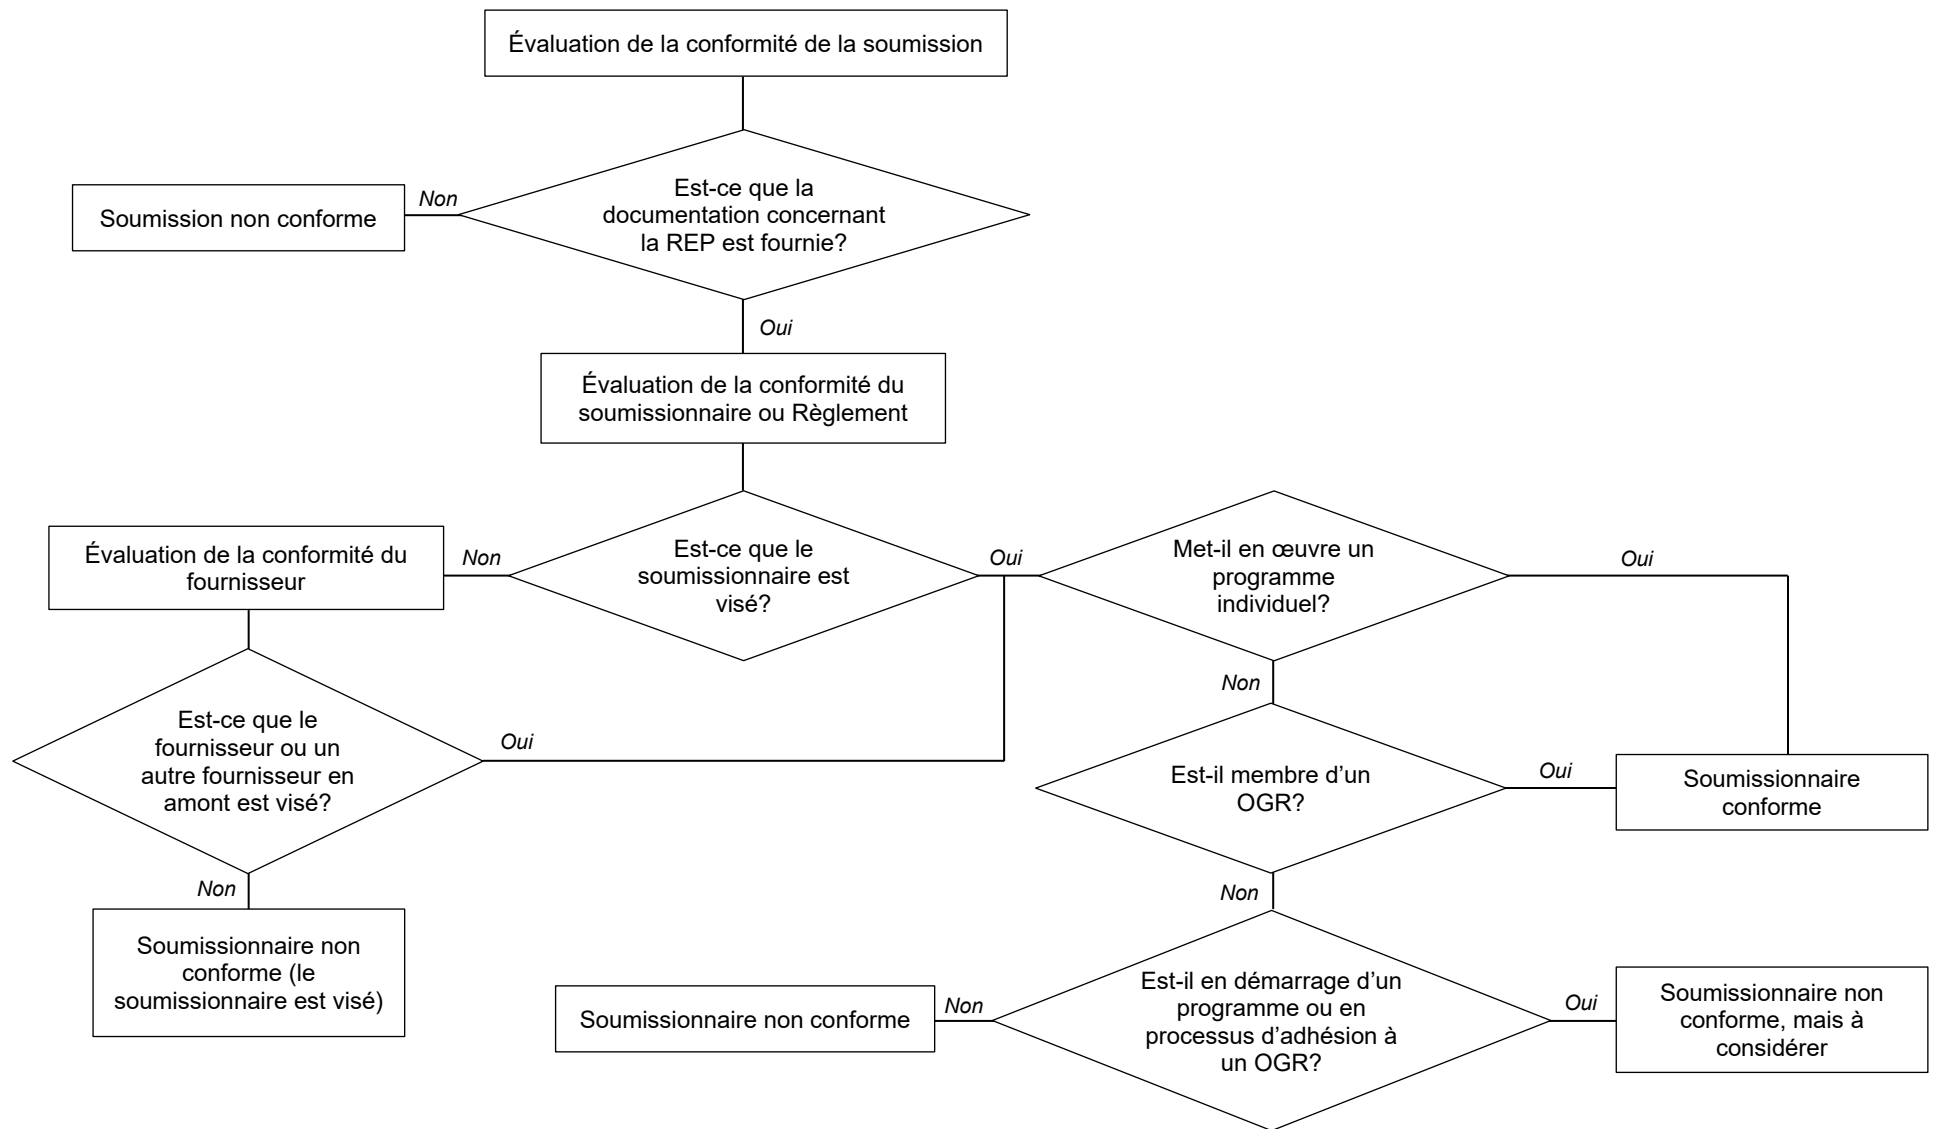 Évaluation de la conformité de la soumission
Est-ce que la
documentation concernant
la REP est fournie?
Non
Soumission non conforme
Oui
Évaluation de la conformité du
soumissionnaire ou Règlement
Est-ce que le
soumissionnaire est
visé?
Non
Évaluation de la conformité du
fournisseur
Oui
Met-il en œuvre un
programme
individuel?
Oui
Non
Est-ce que le
fournisseur ou un
autre fournisseur en
amont est visé?
Oui
Est-il membre d’un
OGR?
Oui
Soumissionnaire
conforme
Non
Soumissionnaire non
conforme (le
soumissionnaire est visé)
Non
Est-il en démarrage d’un
programme ou en
processus d’adhésion à
un OGR?
Non
Soumissionnaire non conforme
Oui
Soumissionnaire non
conforme, mais à
considérer